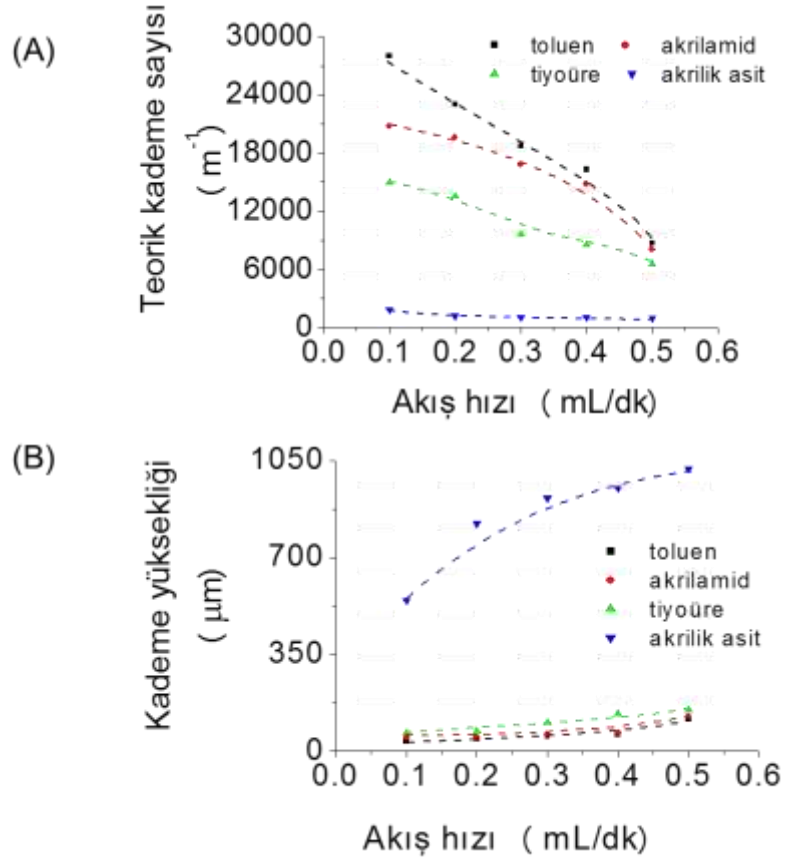 (A)
Teorik kademe sayısı
( m⁻¹)
30000
24000
18000
12000
6000
0
toluen
akrilamid
tiyoüre
akrilik asit
0.0 0.1 0.2 0.3 0.4 0.5 0.6
Akış hızı ( mL/dk)
(B)
Kademe yüksekliği
( µm)
1050
700
350
0
toluen
akrilamid
tiyoüre
akrilik asit
0.0 0.1 0.2 0.3 0.4 0.5 0.6
Akış hızı ( mL/dk)